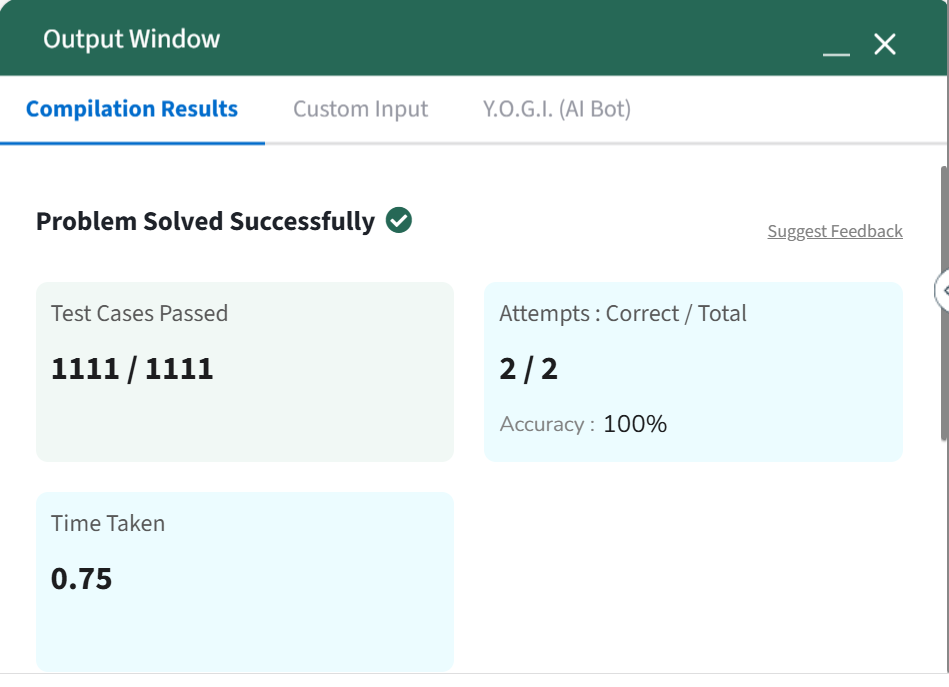 Output Window
Compilation Results
Custom Input
Y.O.G.I. (AI Bot)
Problem Solved Successfully
Suggest Feedback
Test Cases Passed
1111 / 1111
Attempts : Correct / Total
2 / 2
Accuracy : 100%
Time Taken
0.75